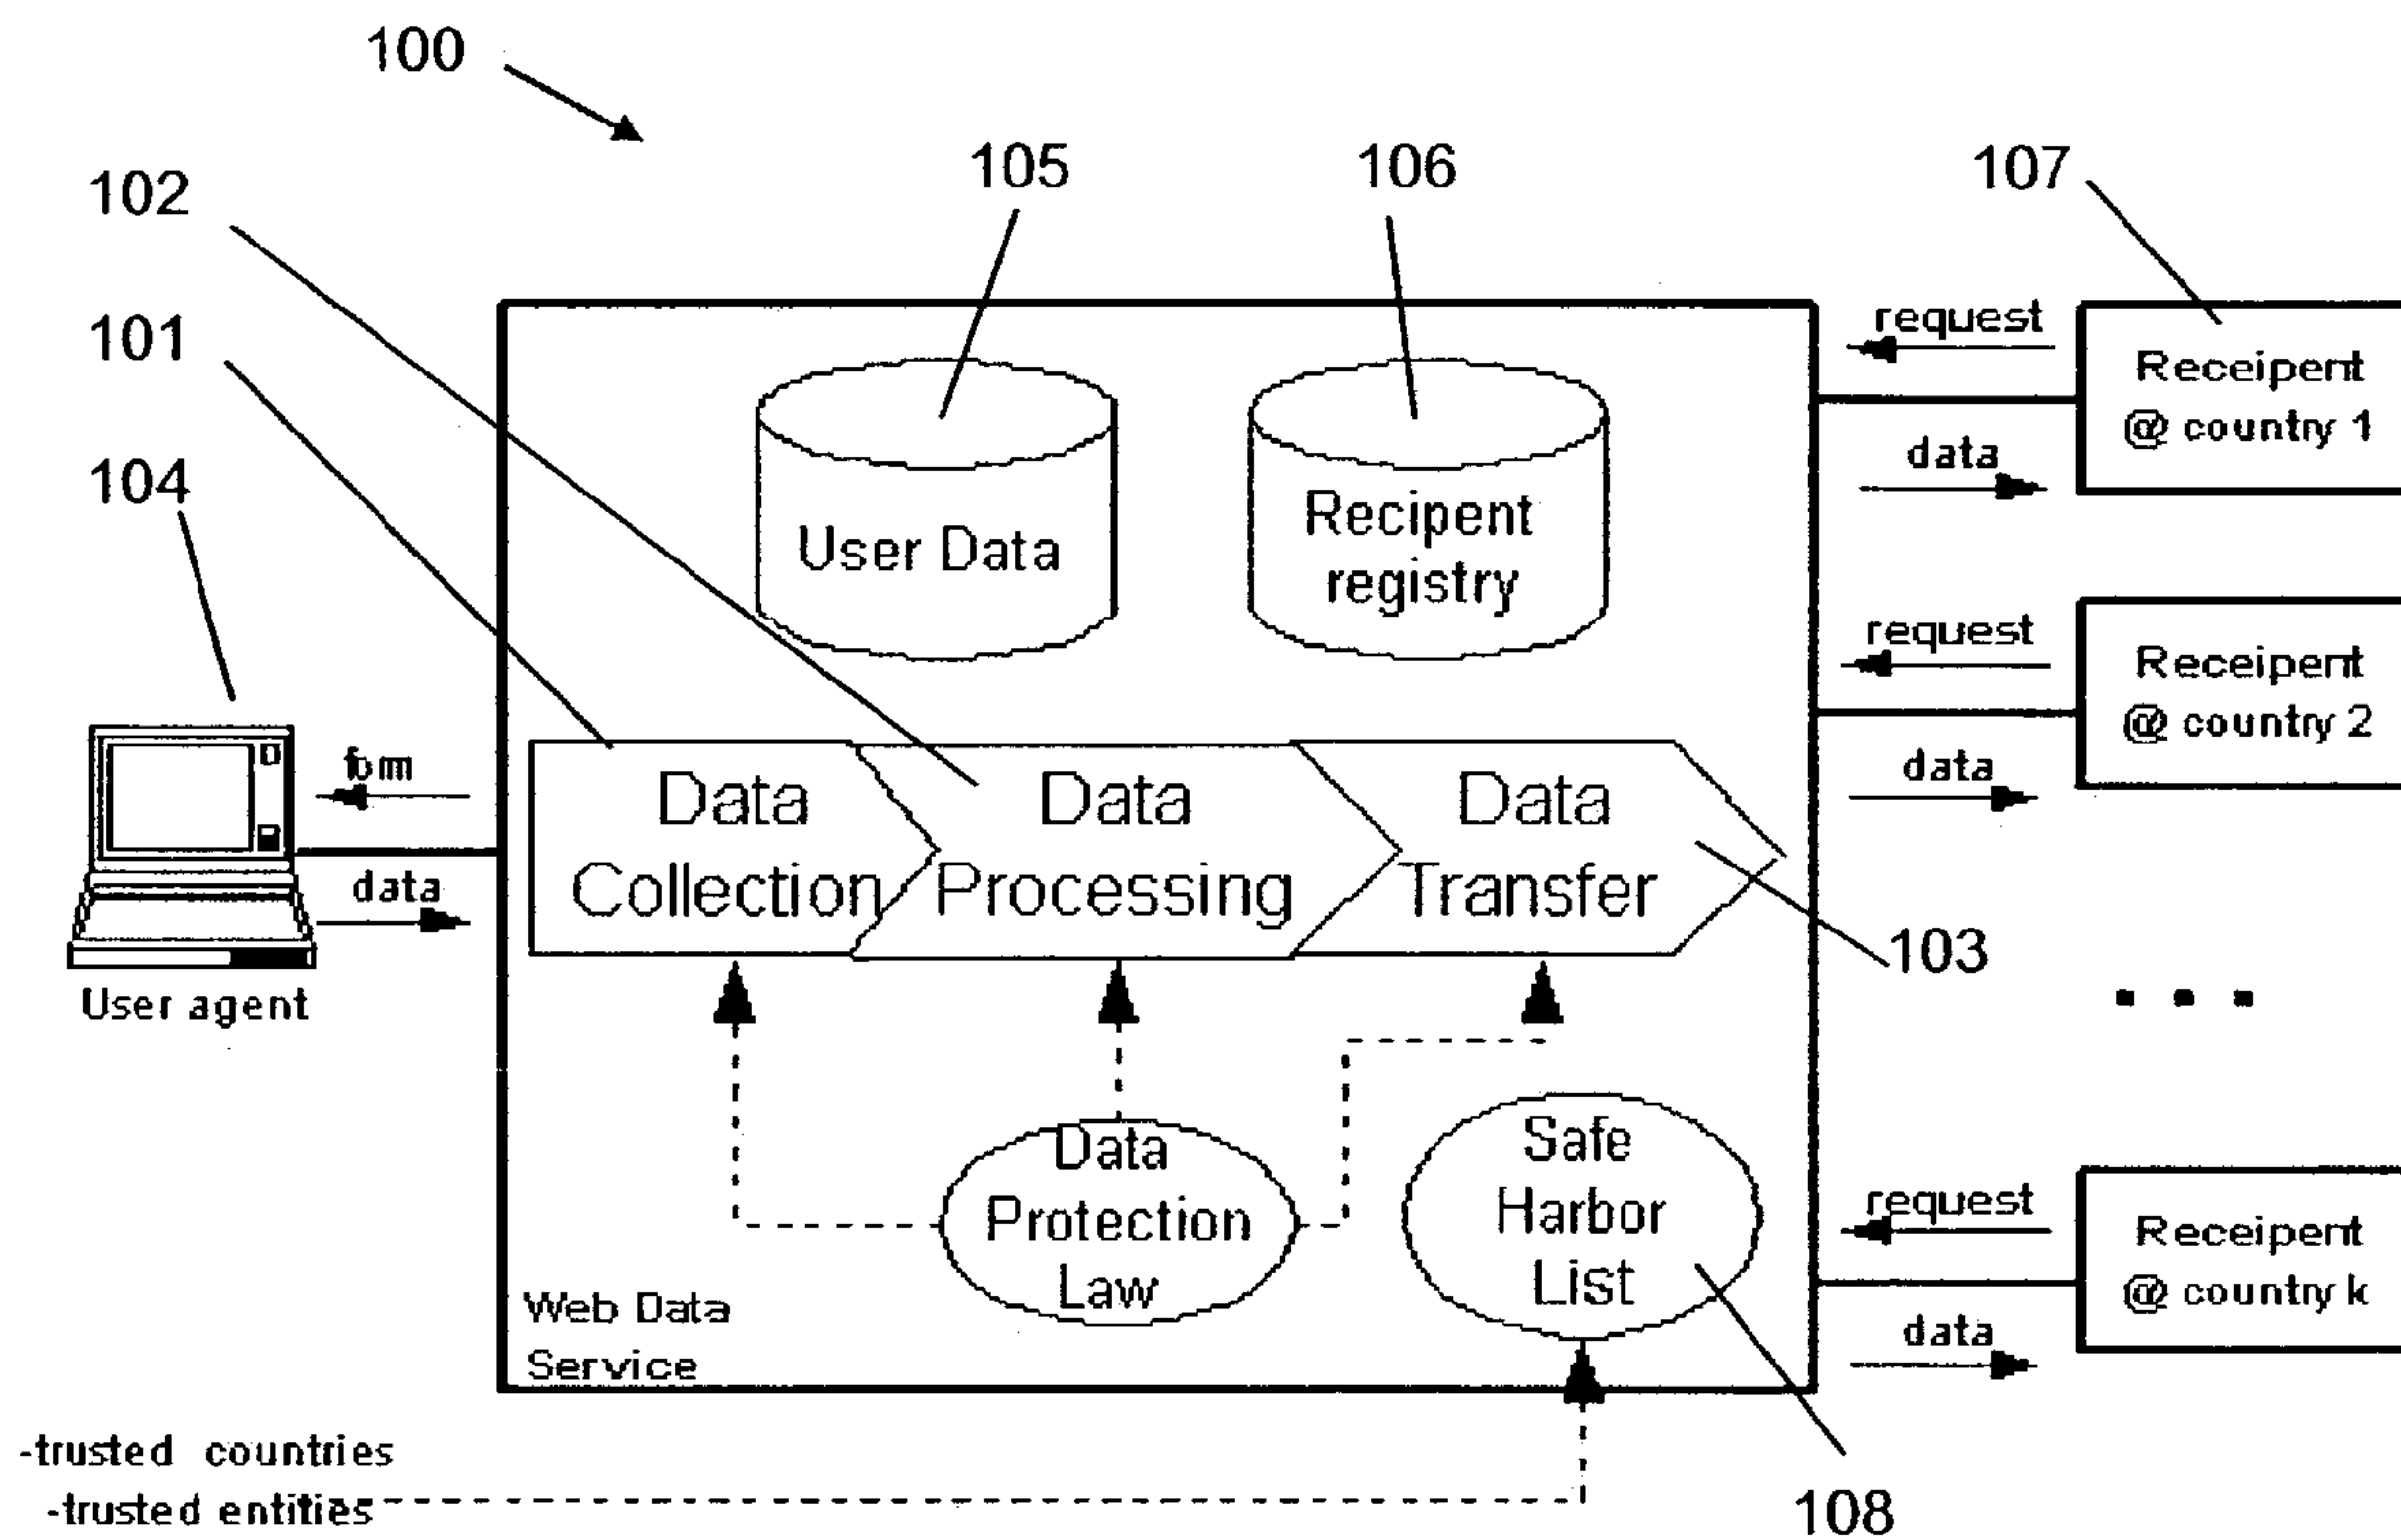 100
105
106
107
102
101
104
request
Receipent
@ country 1
data
User Data
Recipent
registry
request
Receipent
@ country 2
data
form
data
User agent
Data
Collection
Data
Processing
Data
Transfer
103
. . .
Data
Protection
Law
Safe
Harbor
List
Web Data
Service
request
Receipent
@ country k
data
-trusted countries
-trusted entities
108